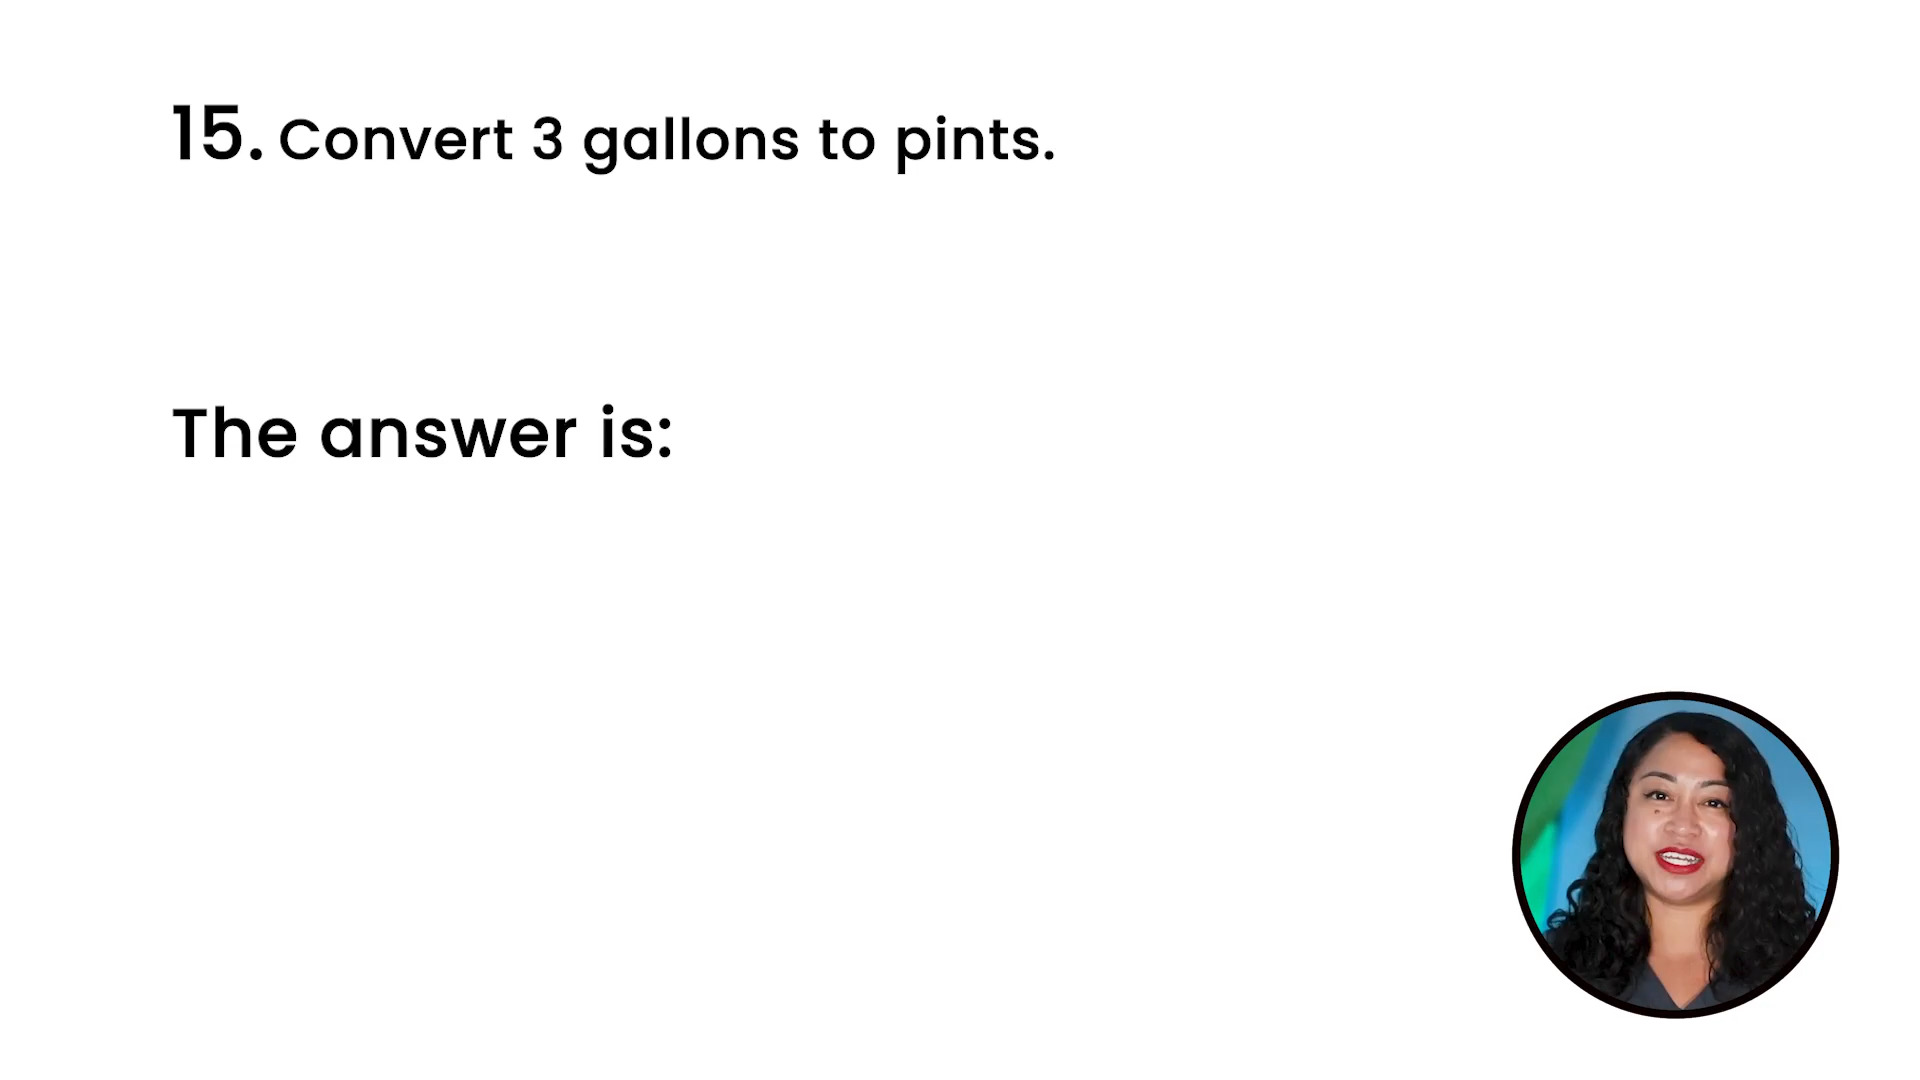 15. Convert 3 gallons to pints.
The answer is: